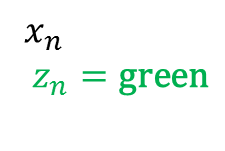 xₙ
zₙ = green